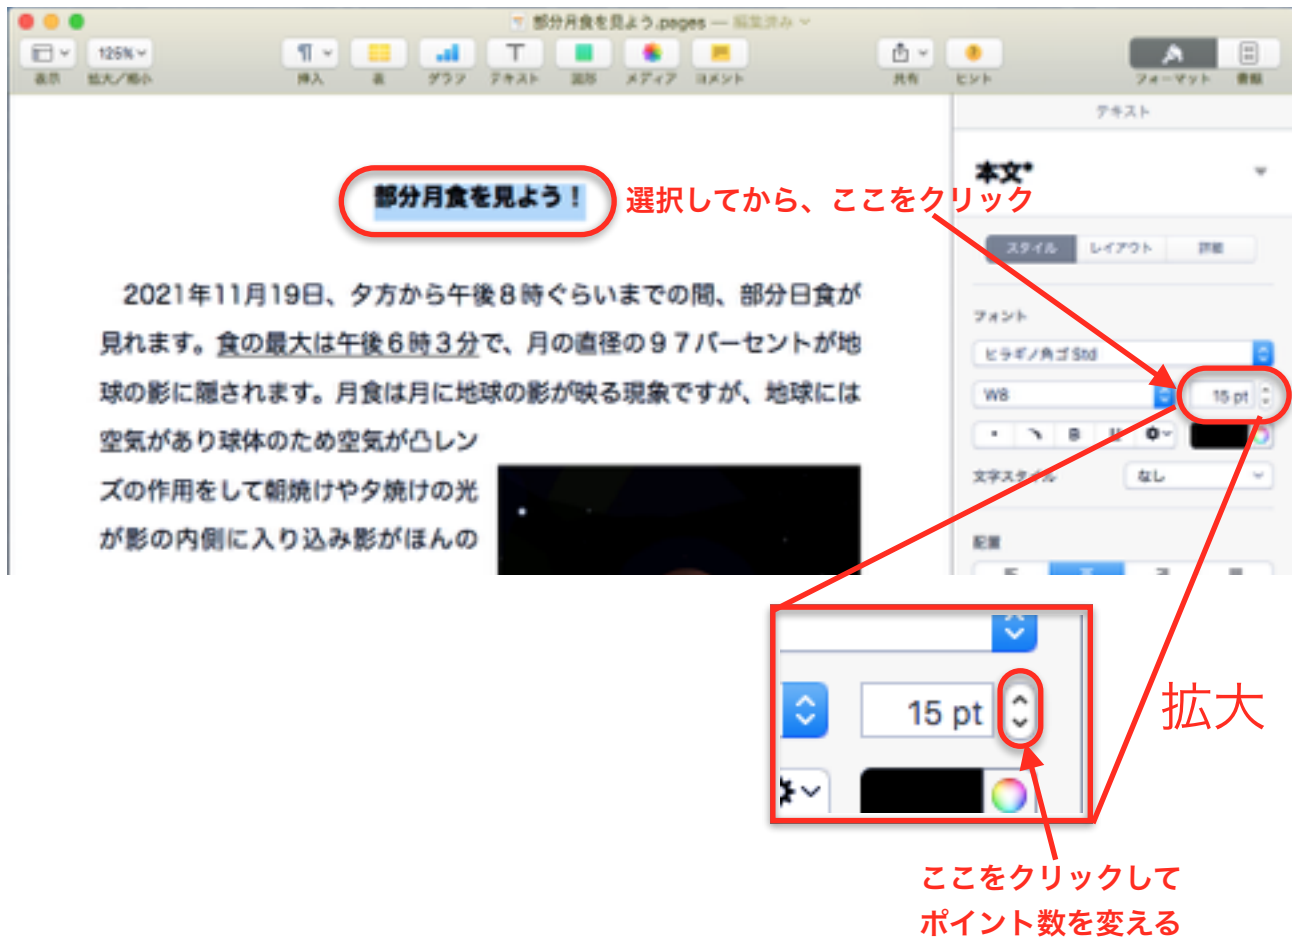 部分月食を見よう.pages — 編集済み
125%
表示
拡大／縮小
挿入
表
グラフ
テキスト
図形
メディア
コメント
共有
ヒント
フォーマット
書類
テキスト
部分月食を見よう！
選択してから、ここをクリック
本文*
スタイル
レイアウト
詳細
2021年11月19日、夕方から午後８時ぐらいまでの間、部分日食が
見れます。食の最大は午後６時３分で、月の直径の９７パーセントが地
球の影に隠されます。月食は月に地球の影が映る現象ですが、地球には
空気があり球体のため空気が凸レン
ズの作用をして朝焼けや夕焼けの光
が影の内側に入り込み影がほんの
フォント
ヒラギノ角ゴ Std
W8
15 pt
B
U
文字スタイル
なし
配置
15 pt
拡大
ここをクリックして
ポイント数を変える